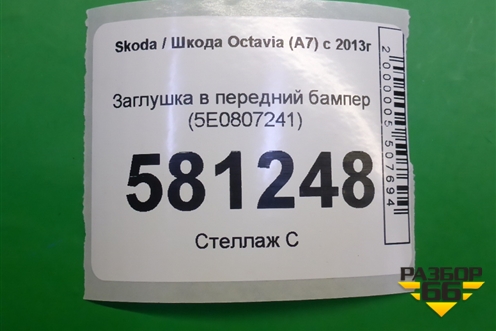 Skoda / Шкода Octavia (A7) с 2013г
Заглушка в передний бампер
(5E0807241)
581248
Стеллаж С
2000005507694
РАЗБОР
66